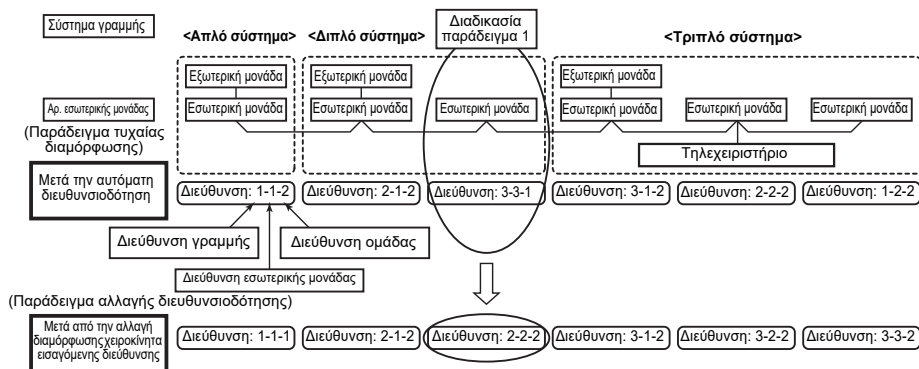 Σύστημα γραμμής
<Απλό σύστημα>
<Διπλό σύστημα>
Διαδικασία
παράδειγμα 1
<Τριπλό σύστημα>
Εξωτερική μονάδα
Εξωτερική μονάδα
Εξωτερική μονάδα
Αρ. εσωτερικής μονάδας
Εσωτερική μονάδα
Εσωτερική μονάδα
Εσωτερική μονάδα
Εσωτερική μονάδα
Εσωτερική μονάδα
Εσωτερική μονάδα
(Παράδειγμα τυχαίας
διαμόρφωσης)
Τηλεχειριστήριο
Μετά την αυτόματη
διευθυνσιοδότηση
Διεύθυνση: 1-1-2
Διεύθυνση: 2-1-2
Διεύθυνση: 3-3-1
Διεύθυνση: 3-1-2
Διεύθυνση: 2-2-2
Διεύθυνση: 1-2-2
Διεύθυνση γραμμής
Διεύθυνση ομάδας
Διεύθυνση εσωτερικής μονάδας
(Παράδειγμα αλλαγής διευθυνσιοδότησης)
Μετά από την αλλαγή
διαμόρφωσης χειροκίνητα
εισαγόμενης διεύθυνσης
Διεύθυνση: 1-1-1
Διεύθυνση: 2-1-2
Διεύθυνση: 2-2-2
Διεύθυνση: 3-1-2
Διεύθυνση: 3-2-2
Διεύθυνση: 3-3-2